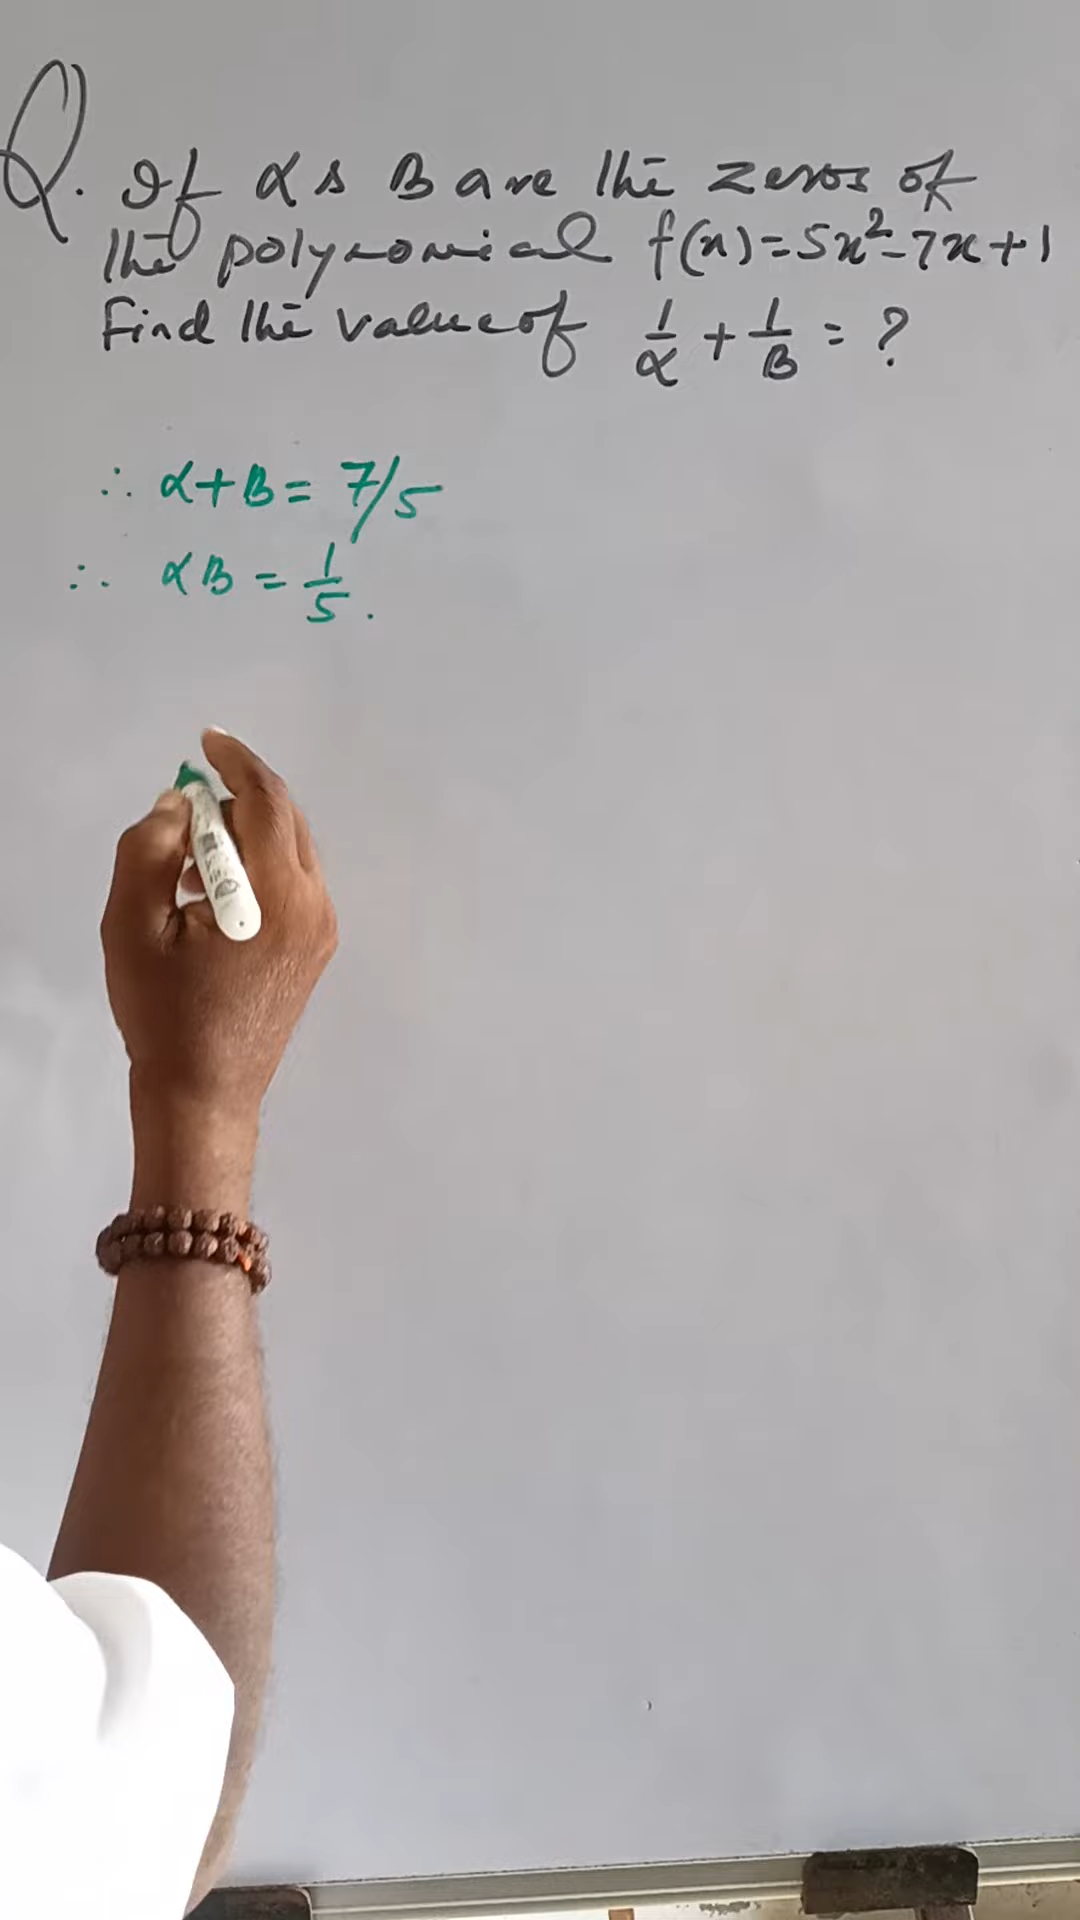 Q. If α & B are the zeros of
the polynomial f(x)=5x²-7x+1
Find the value of 1/α + 1/B = ?
∴ α+B = 7/5
∴ αB = 1/5.